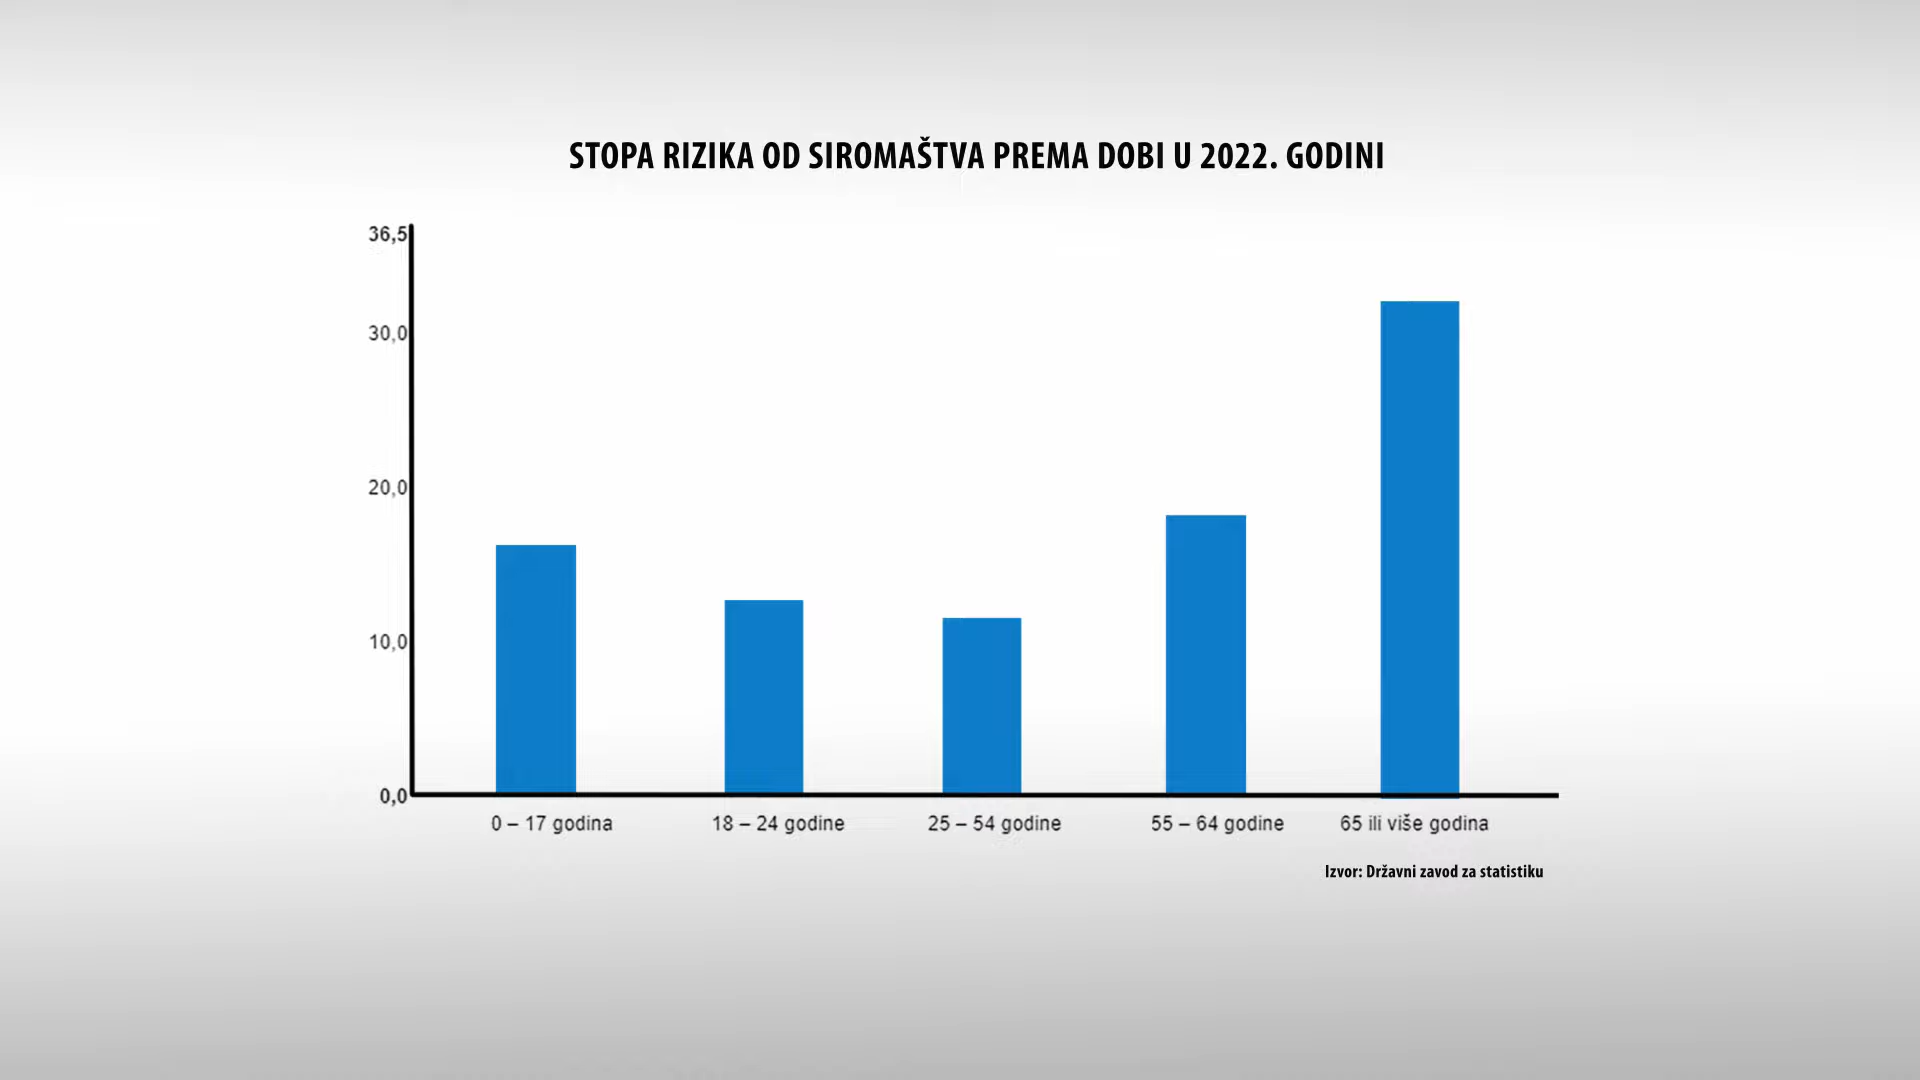 STOPA RIZIKA OD SIROMAŠTVA PREMA DOBI U 2022. GODINI
36,5
30,0
20,0
10,0
0,0
0 – 17 godina
18 – 24 godine
25 – 54 godine
55 – 64 godine
65 ili više godina
Izvor: Državni zavod za statistiku